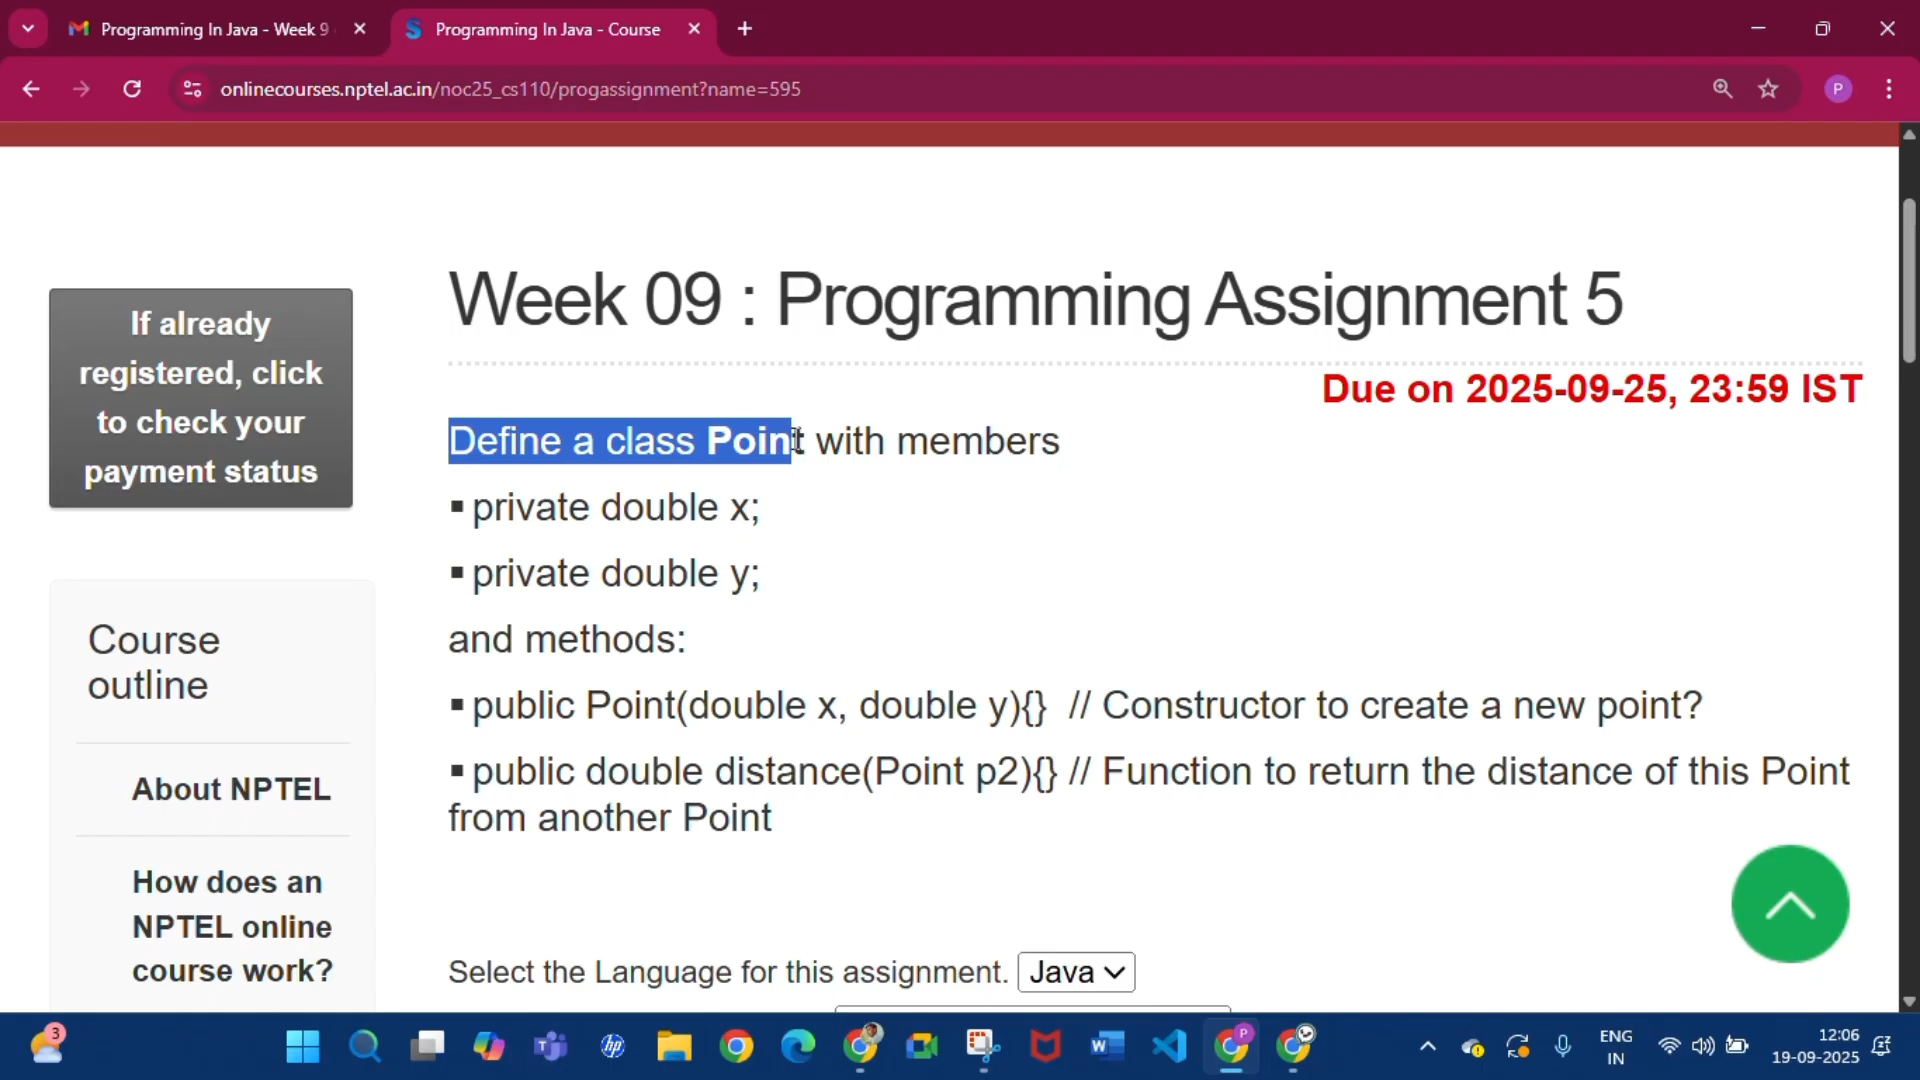 Programming In Java - Week 9
Programming In Java - Course
onlinecourses.nptel.ac.in/noc25_cs110/progassignment?name=595
P
If already
registered, click
to check your
payment status
Course
outline
About NPTEL
How does an
NPTEL online
course work?
Week 09 : Programming Assignment 5
Due on 2025-09-25, 23:59 IST
Define a class Point with members
▪ private double x;
▪ private double y;
and methods:
▪ public Point(double x, double y){} // Constructor to create a new point?
▪ public double distance(Point p2){} // Function to return the distance of this Point
from another Point
Select the Language for this assignment. Java
3
hp
T
W
P
ENG
IN
12:06
19-09-2025